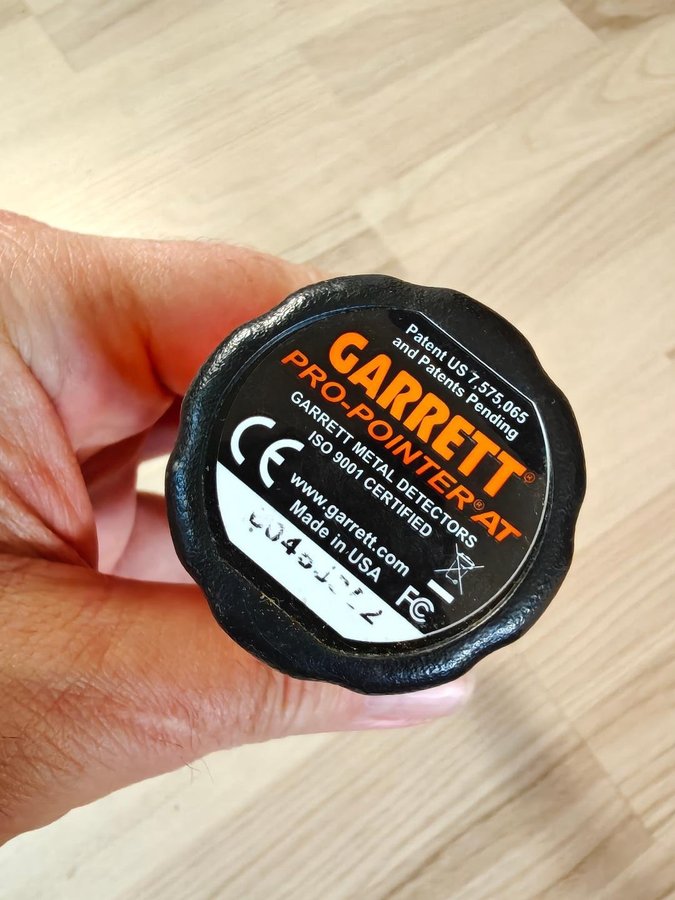 Patent US 7,575,065
and Patents Pending
GARRETT®
PRO-POINTER® AT
GARRETT METAL DETECTORS
ISO 9001 CERTIFIED
CE
www.garrett.com
Made in USA
FC